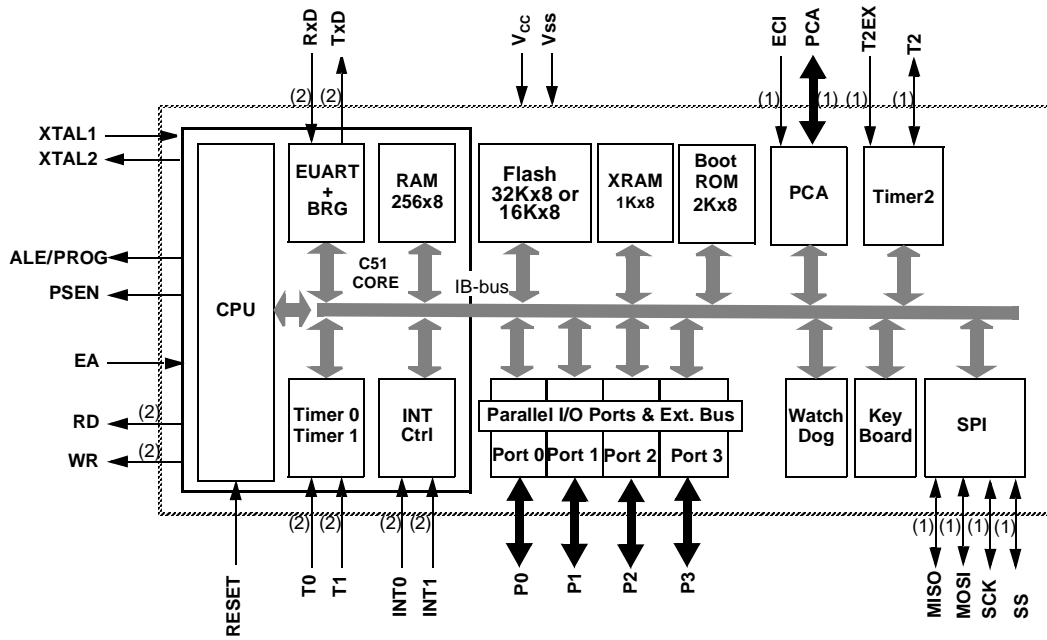 RxD
TxD
Vcc
Vss
ECI
PCA
T2EX
T2
(2)
(2)
(1)
(1)
(1)
(1)
XTAL1
XTAL2
ALE/PROG
PSEN
EA
RD
(2)
WR
(2)
CPU
EUART
+
BRG
RAM
256x8
C51
CORE
Flash
32Kx8 or
16Kx8
XRAM
1Kx8
Boot
ROM
2Kx8
PCA
Timer2
IB-bus
Timer 0
Timer 1
INT
Ctrl
Parallel I/O Ports & Ext. Bus
Port 0
Port 1
Port 2
Port 3
Watch
Dog
Key
Board
SPI
(2)
(2)
(2)
(2)
(1)
(1)
(1)
(1)
RESET
T0
T1
INT0
INT1
P0
P1
P2
P3
MISO
MOSI
SCK
SS